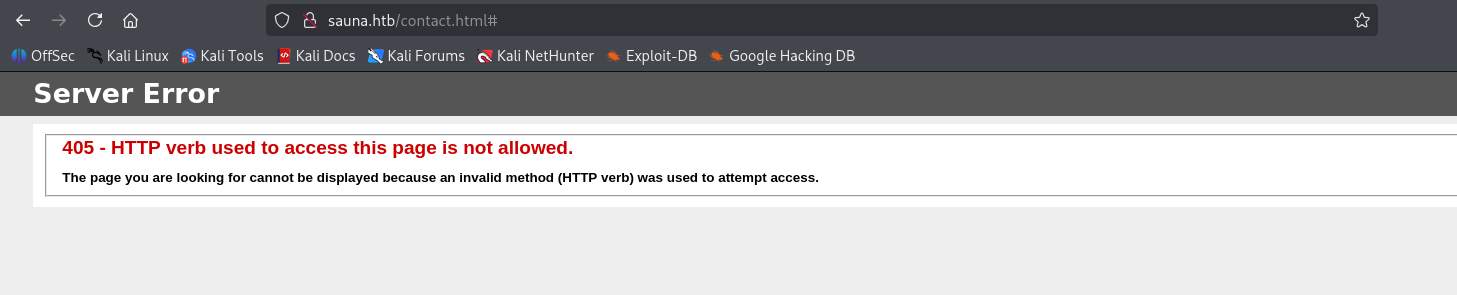 sauna.htb/contact.html#
OffSec Kali Linux Kali Tools Kali Docs Kali Forums Kali NetHunter Exploit-DB Google Hacking DB
Server Error
405 - HTTP verb used to access this page is not allowed.
The page you are looking for cannot be displayed because an invalid method (HTTP verb) was used to attempt access.